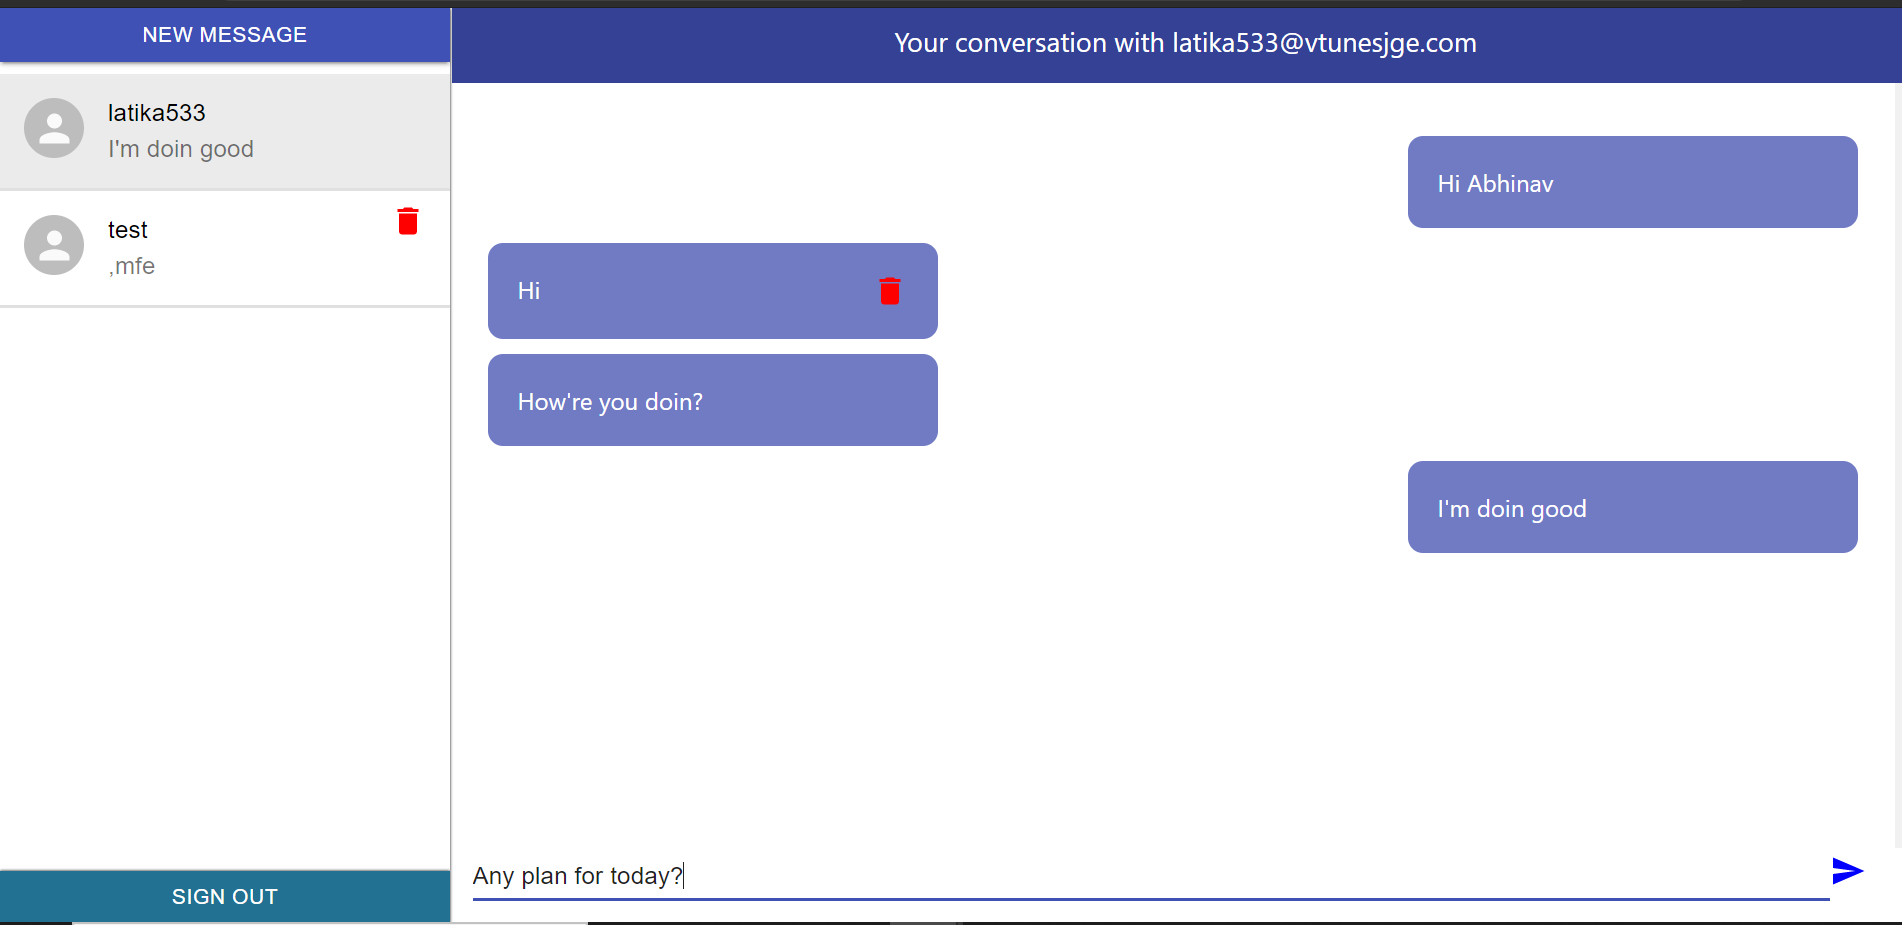 NEW MESSAGE
latika533
I'm doin good
test
,mfe
SIGN OUT
Your conversation with latika533@vtunesjge.com
Hi Abhinav
Hi
How're you doin?
I'm doin good
Any plan for today?